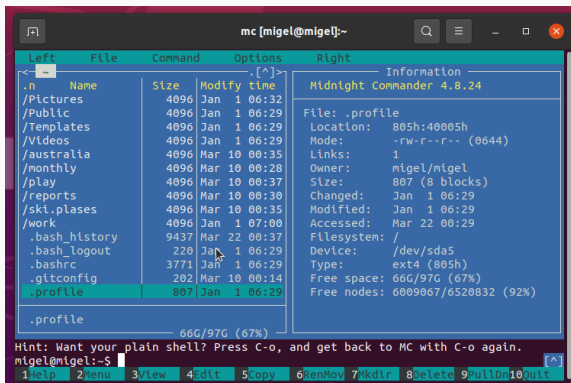 mc [migel@migel]:~
Left File Command Options Right
<- ~ .[^]>
.n Name Size Modify time
/Pictures 4096 Jan 1 06:32
/Public 4096 Jan 1 06:29
/Templates 4096 Jan 1 06:29
/Videos 4096 Jan 1 06:29
/australia 4096 Mar 10 00:35
/monthly 4096 Mar 10 00:28
/play 4096 Mar 10 00:37
/reports 4096 Mar 10 00:30
/ski.plases 4096 Mar 10 00:35
/work 4096 Jan 1 07:00
.bash_history 9437 Mar 22 00:37
.bash_logout 220 Jan 1 06:29
.bashrc 3771 Jan 1 06:29
.gitconfig 202 Mar 10 00:14
.profile 807 Jan 1 06:29
.profile
66G/97G (67%)
Information
Midnight Commander 4.8.24
File: .profile
Location: 805h:40005h
Mode: -rw-r--r-- (0644)
Links: 1
Owner: migel/migel
Size: 807 (8 blocks)
Changed: Jan 1 06:29
Modified: Jan 1 06:29
Accessed: Mar 22 00:29
Filesystem: /
Device: /dev/sda5
Type: ext4 (805h)
Free space: 66G/97G (67%)
Free nodes: 6009067/6520832 (92%)
Hint: Want your plain shell? Press C-o, and get back to MC with C-o again.
migel@migel:~$ [^]
1Help 2Menu 3View 4Edit 5Copy 6RenMov 7Mkdir 8Delete 9PullDn 10Quit